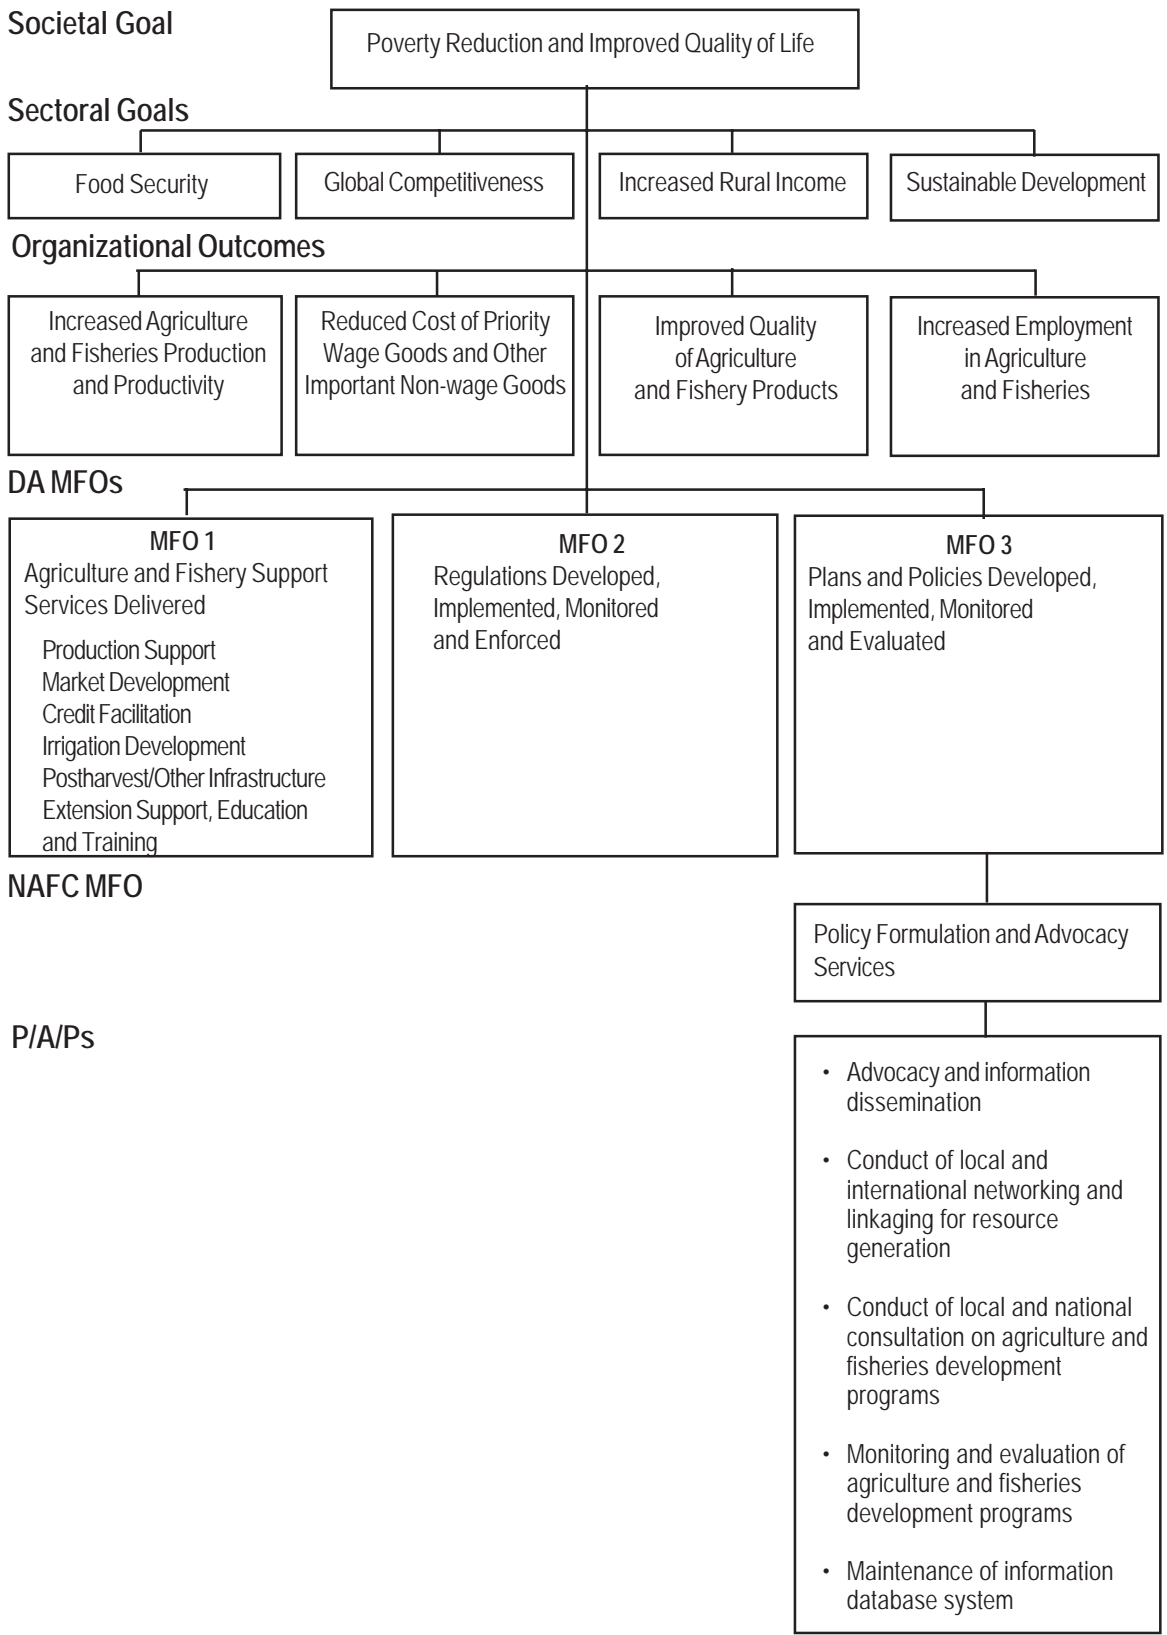 Societal Goal
Poverty Reduction and Improved Quality of Life
Sectoral Goals
Food Security
Global Competitiveness
Increased Rural Income
Sustainable Development
Organizational Outcomes
Increased Agriculture
and Fisheries Production
and Productivity
Reduced Cost of Priority
Wage Goods and Other
Important Non-wage Goods
Improved Quality
of Agriculture
and Fishery Products
Increased Employment
in Agriculture
and Fisheries
DA MFOs
MFO 1
Agriculture and Fishery Support
Services Delivered
Production Support
Market Development
Credit Facilitation
Irrigation Development
Postharvest/Other Infrastructure
Extension Support, Education
and Training
MFO 2
Regulations Developed,
Implemented, Monitored
and Enforced
MFO 3
Plans and Policies Developed,
Implemented, Monitored
and Evaluated
NAFC MFO
Policy Formulation and Advocacy
Services
P/A/Ps
• Advocacy and information
dissemination
• Conduct of local and
international networking and
linkaging for resource
generation
• Conduct of local and national
consultation on agriculture and
fisheries development
programs
• Monitoring and evaluation of
agriculture and fisheries
development programs
• Maintenance of information
database system